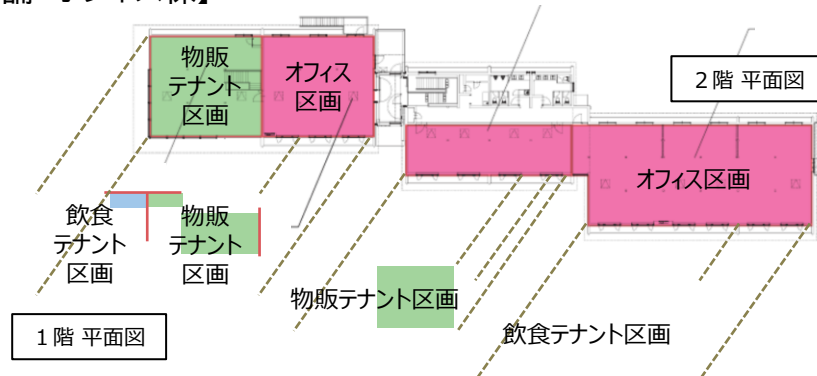 物販
テナント
区画
オフィス
区画
2階 平面図
オフィス区画
飲食
テナント
区画
物販
テナント
区画
物販テナント区画
飲食テナント区画
1階 平面図